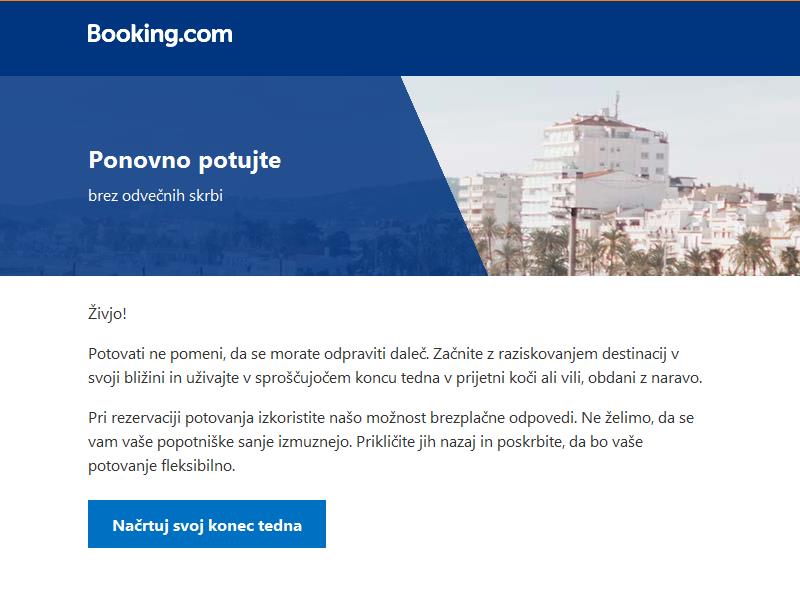 Booking.com
Ponovno potujte
brez odvečnih skrbi
Živjo!
Potovati ne pomeni, da se morate odpraviti daleč. Začnite z raziskovanjem destinacij v
svoji bližini in uživajte v sproščujočem koncu tedna v prijetni koči ali vili, obdani z naravo.
Pri rezervaciji potovanja izkoristite našo možnost brezplačne odpovedi. Ne želimo, da se
vam vaše popotniške sanje izmuznejo. Prikličite jih nazaj in poskrbite, da bo vaše
potovanje fleksibilno.
Načrtuj svoj konec tedna